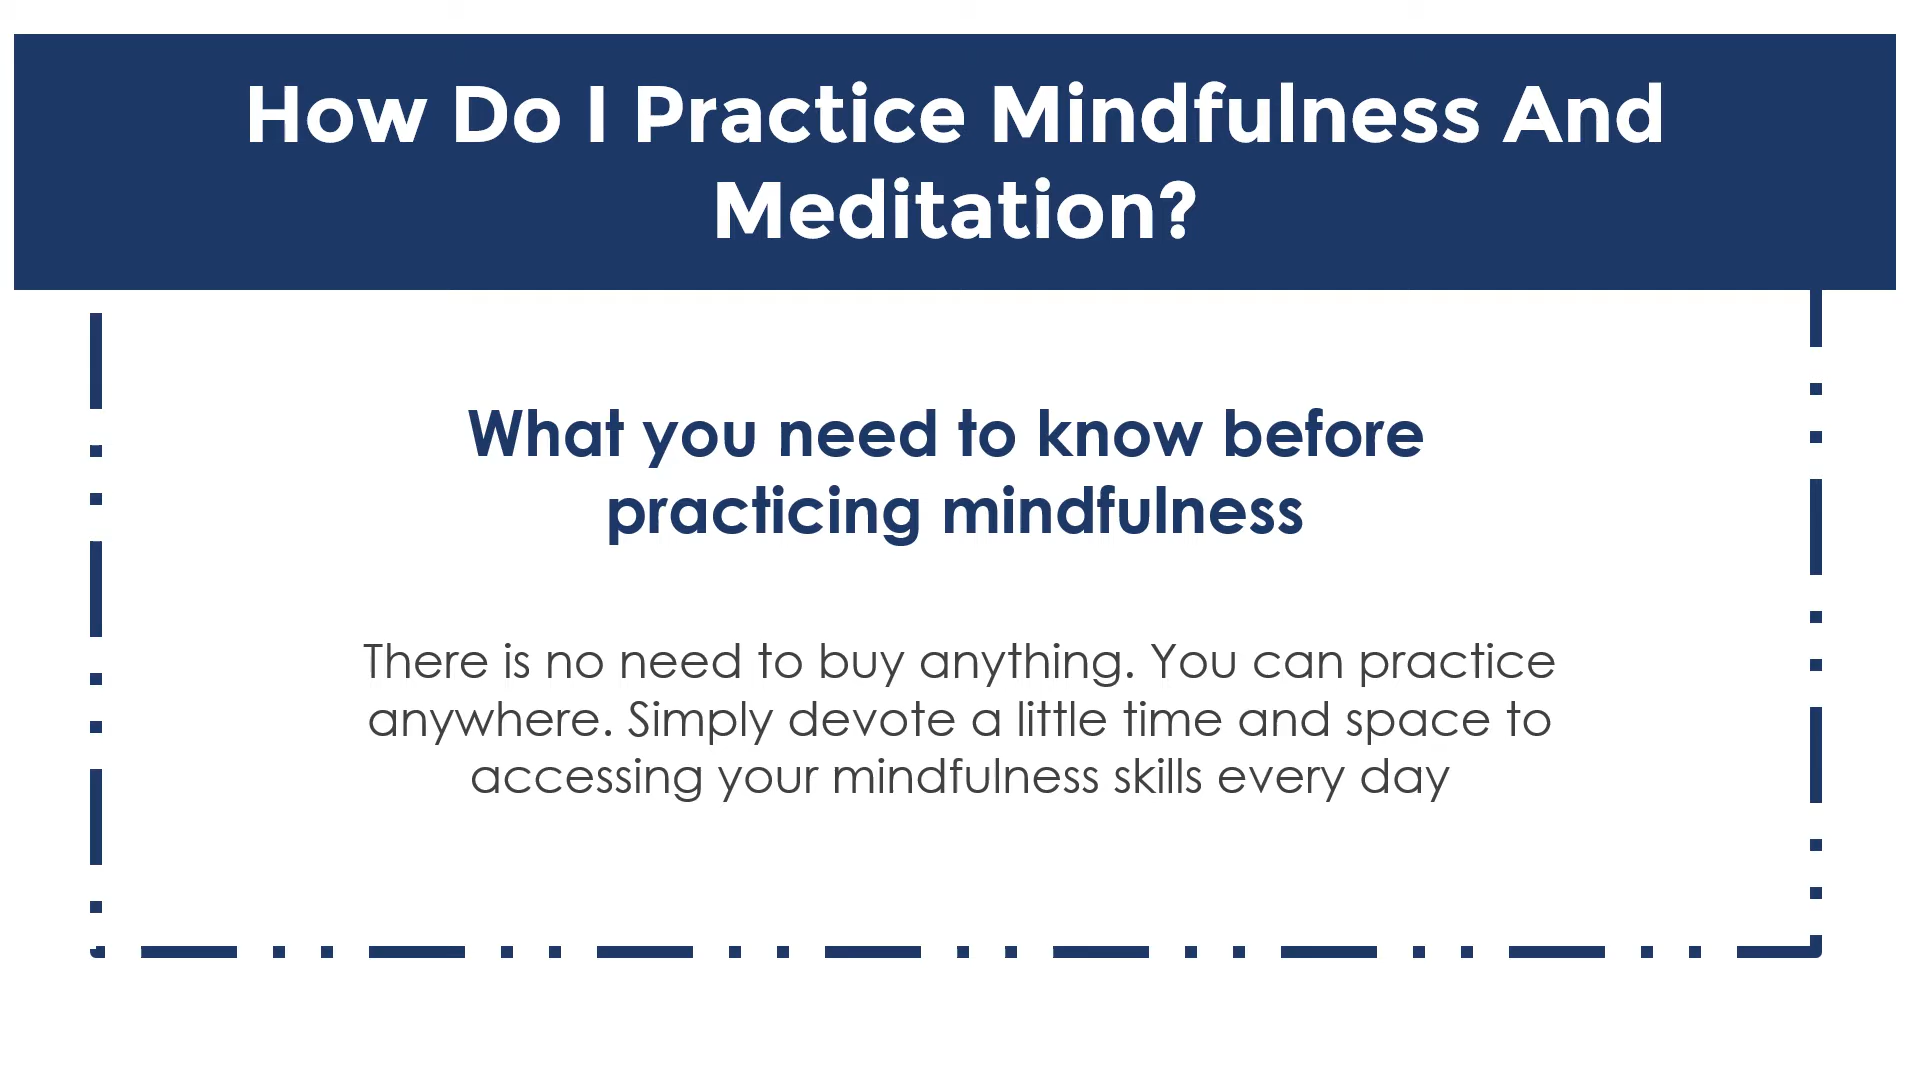 How Do I Practice Mindfulness And
Meditation?
What you need to know before
practicing mindfulness
There is no need to buy anything. You can practice
anywhere. Simply devote a little time and space to
accessing your mindfulness skills every day